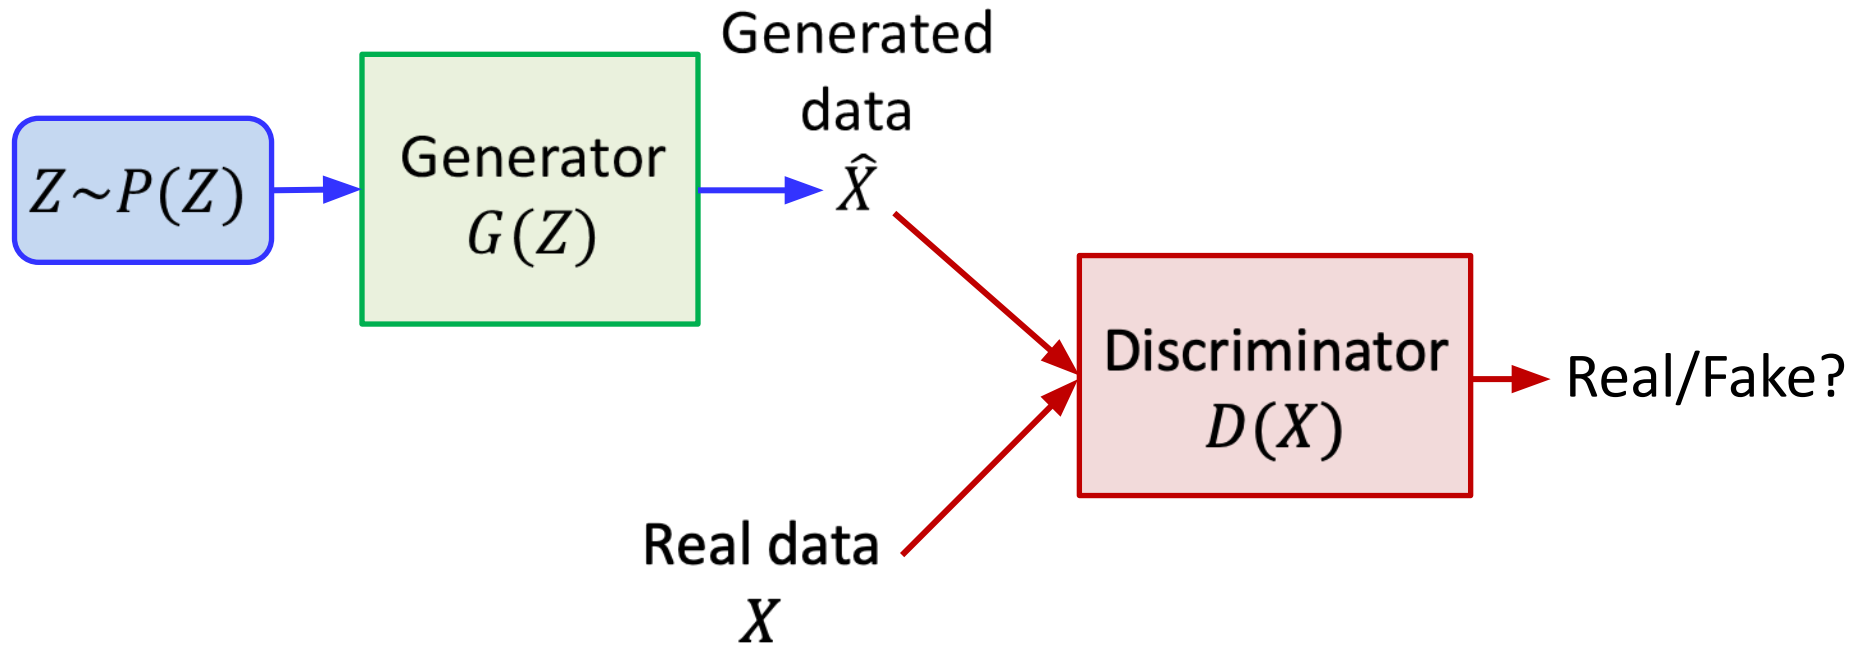 Z~P(Z)
Generator
G(Z)
Generated
data
X̂
Real data
X
Discriminator
D(X)
Real/Fake?